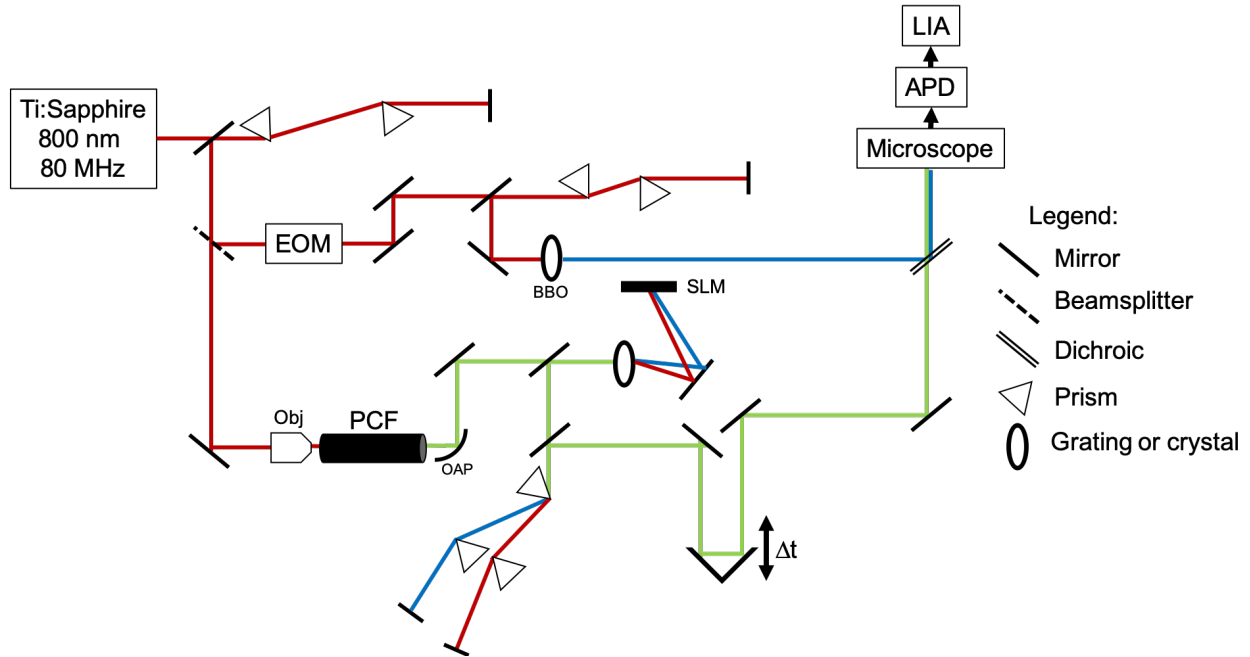 LIA
APD
Microscope
Ti:Sapphire
800 nm
80 MHz
EOM
BBO
SLM
Obj
PCF
OAP
Δt
Legend:
Mirror
Beamsplitter
Dichroic
Prism
Grating or crystal